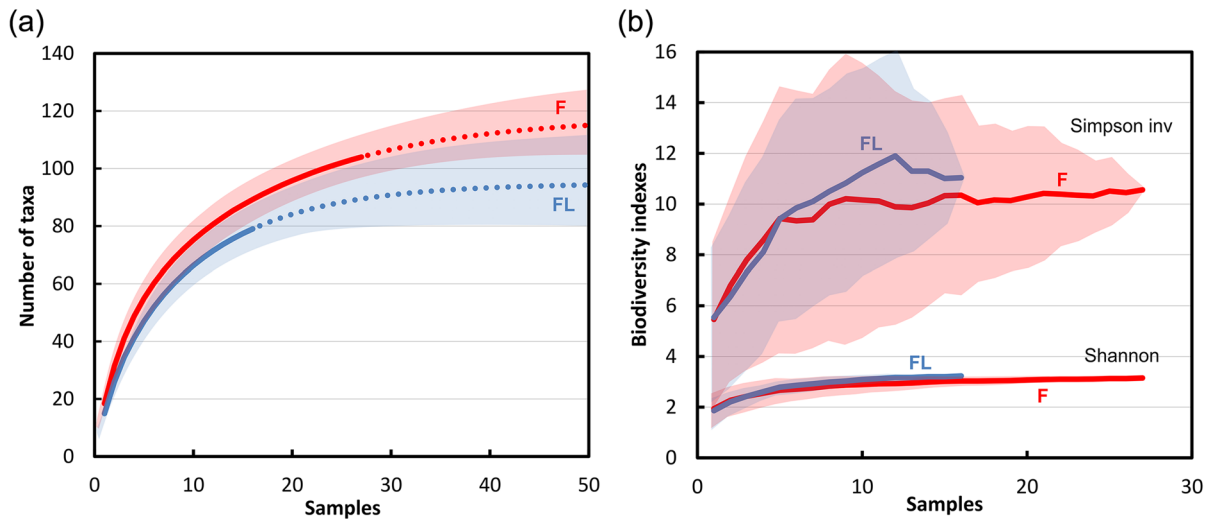 (a)
140
120
100
80
60
40
20
0
Number of taxa
F
FL
0 10 20 30 40 50
Samples
(b)
16
14
12
10
8
6
4
2
0
Biodiversity indexes
Simpson inv
FL
F
Shannon
FL
F
0 10 20 30
Samples